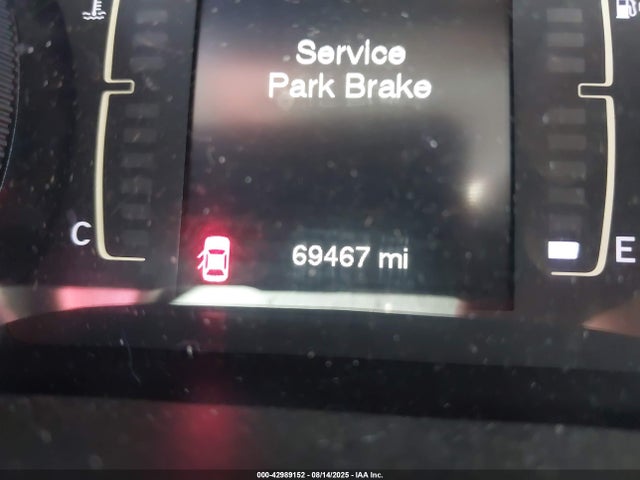 Service
Park Brake
C
69467 mi
E
000-42989152 - 08/14/2025 - IAA Inc.